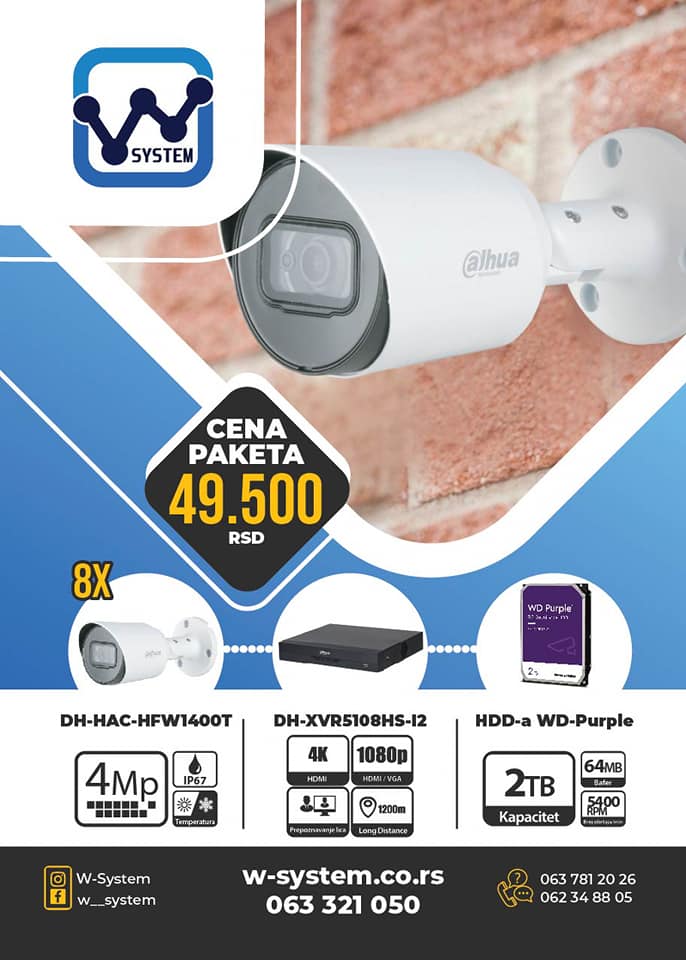 W
SYSTEM
alhua
CENA
PAKETA
49.500
RSD
8X
WD Purple
2TB
DH-HAC-HFW1400T
4Mp
IP67
Temperatura
DH-XVR5108HS-I2
4K
HDMI
1080p
HDMI / VGA
Prepoznavanje lica
1200m
Long Distance
HDD-a WD-Purple
2TB
Kapacitet
64MB
Bafer
5400
RPM
W-System
w__system
w-system.co.rs
063 321 050
063 781 20 26
062 34 88 05